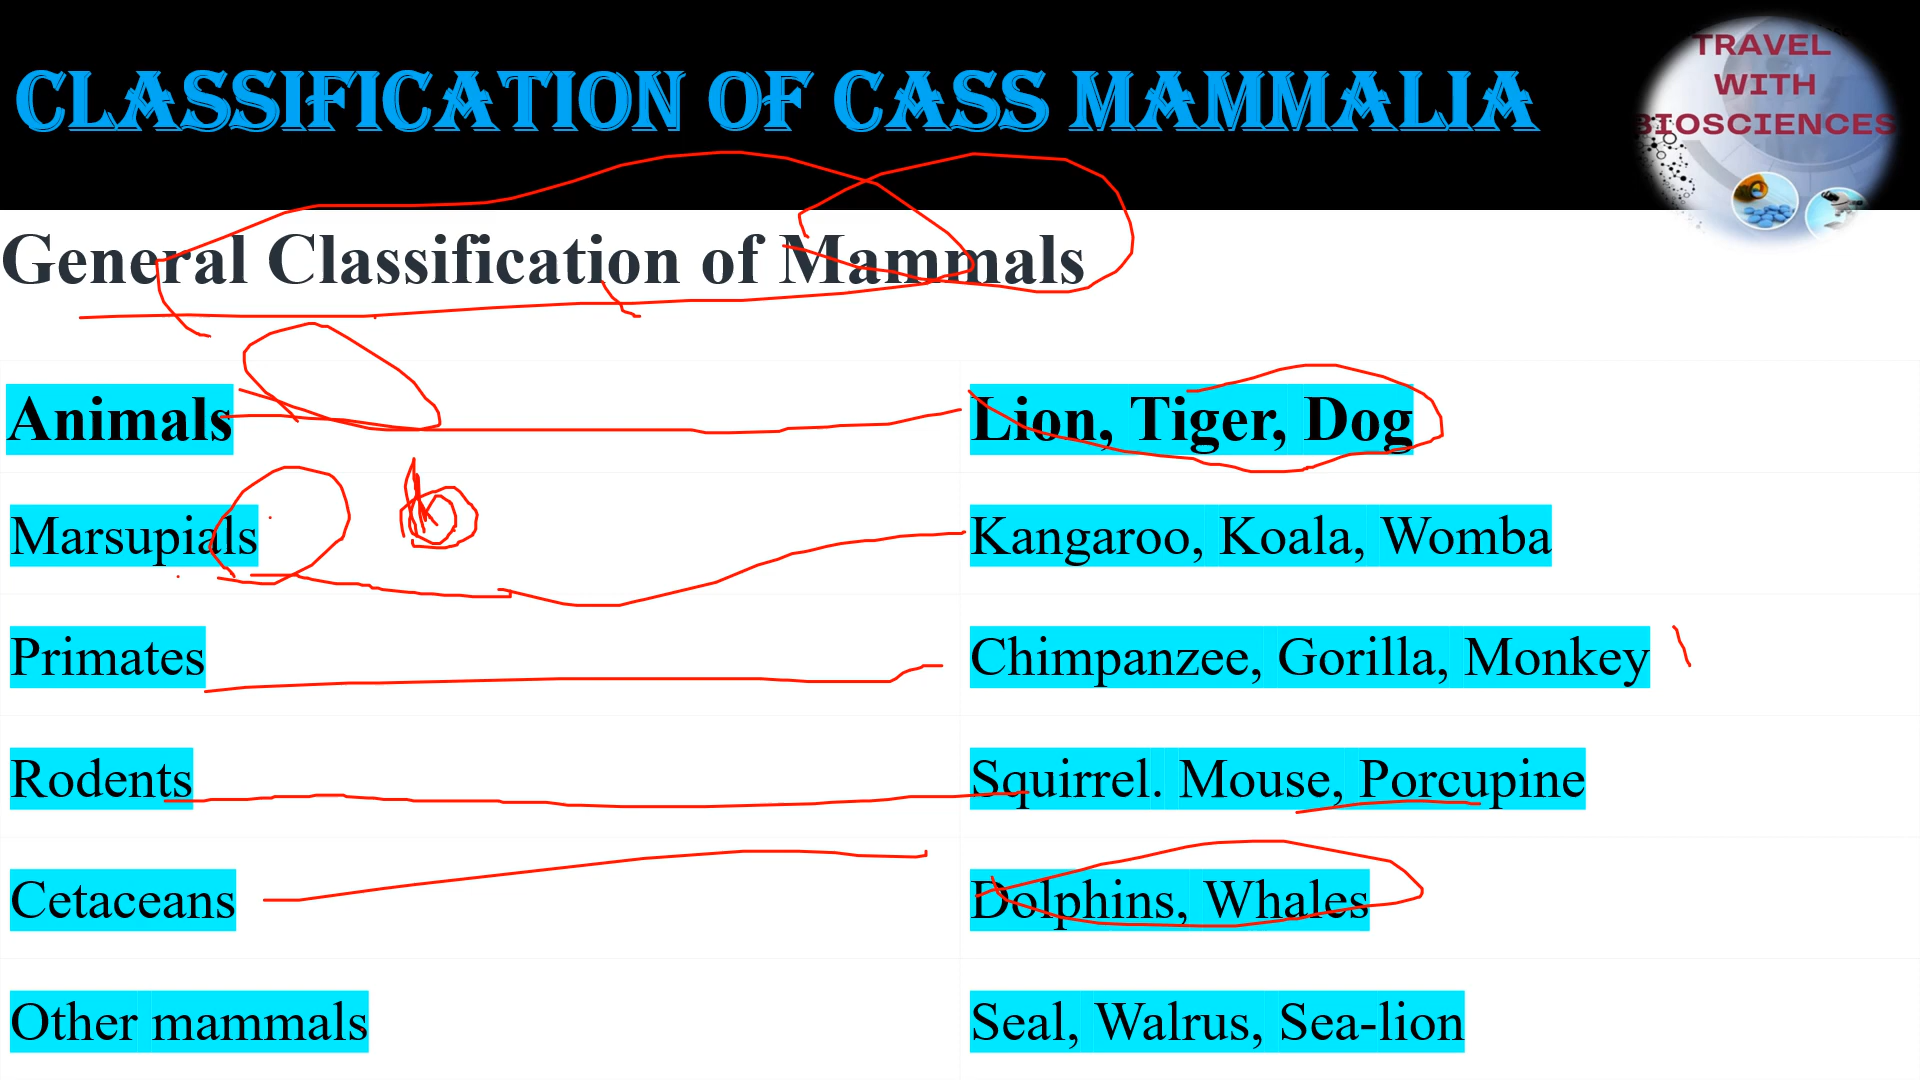 CLASSIFICATION OF CASS MAMMALIA
TRAVEL
WITH
BIOSCIENCES
General Classification of Mammals
Animals Lion, Tiger, Dog
Marsupials Kangaroo, Koala, Womba
Primates Chimpanzee, Gorilla, Monkey
Rodents Squirrel. Mouse, Porcupine
Cetaceans Dolphins, Whales
Other mammals Seal, Walrus, Sea-lion